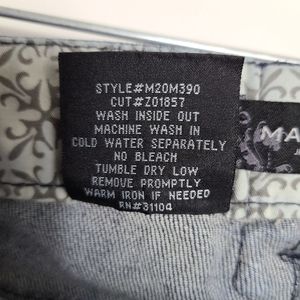 STYLE#M20M390
CUT#Z01857
WASH INSIDE OUT
MACHINE WASH IN
COLD WATER SEPARATELY
NO BLEACH
TUMBLE DRY LOW
REMOVE PROMPTLY
WARM IRON IF NEEDED
RN#31104
MA